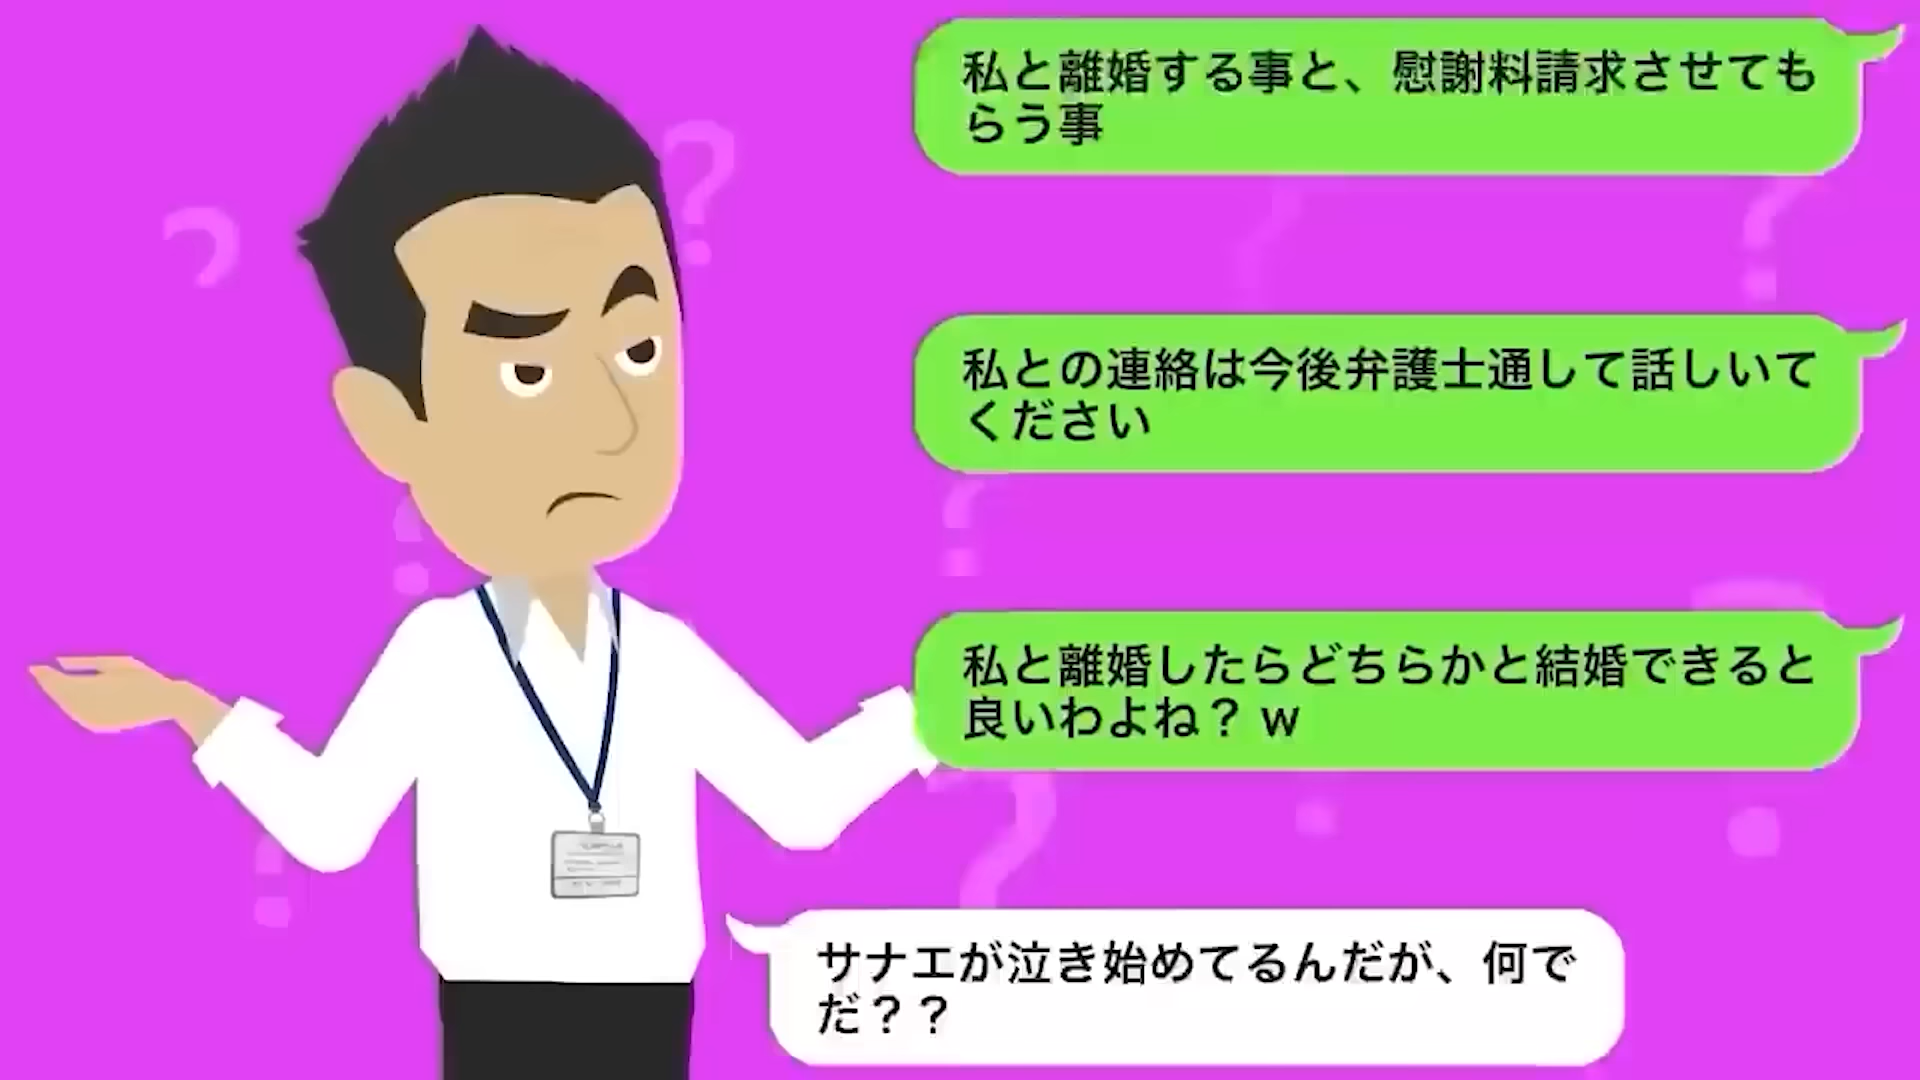 私と離婚する事と、慰謝料請求させても
らう事
私との連絡は今後弁護士通して話しいて
ください
私と離婚したらどちらかと結婚できると
良いわよね？ w
サナエが泣き始めてるんだが、何で
だ？？